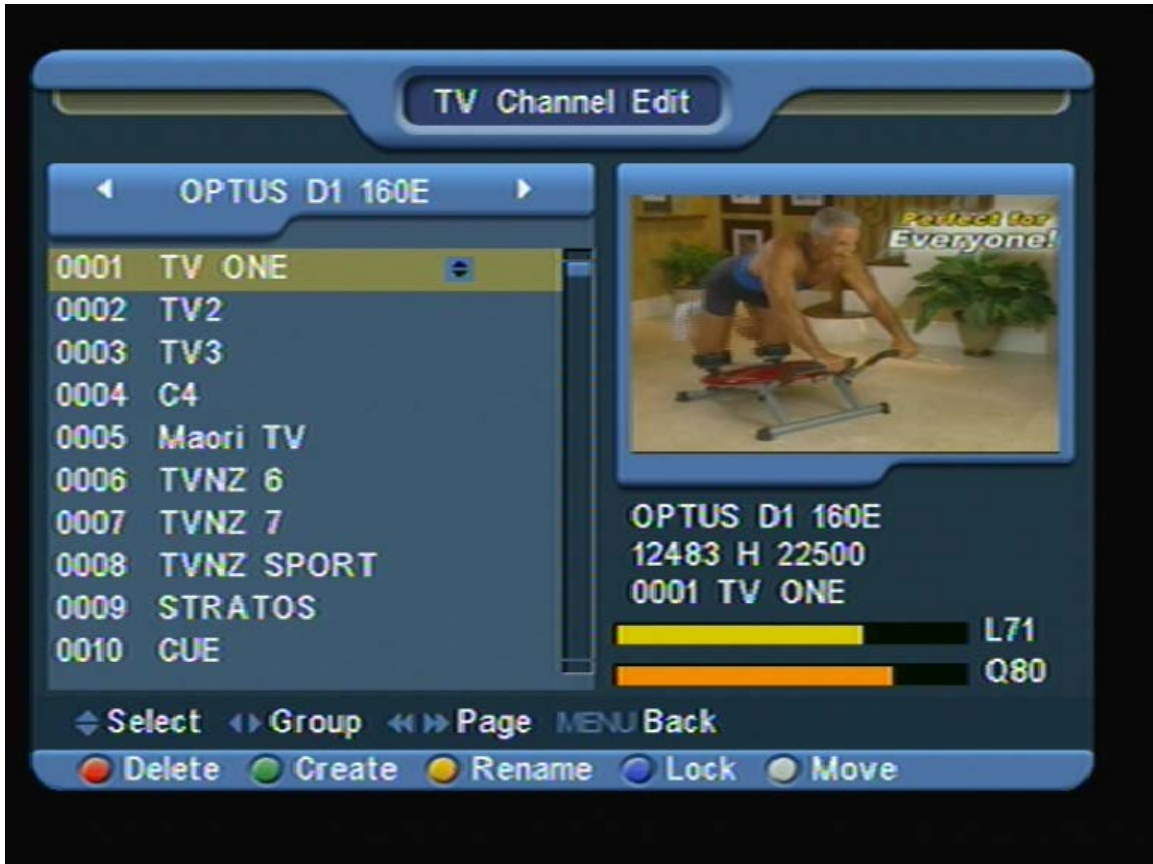 TV Channel Edit
OPTUS D1 160E
0001 TV ONE
0002 TV2
0003 TV3
0004 C4
0005 Maori TV
0006 TVNZ 6
0007 TVNZ 7
0008 TVNZ SPORT
0009 STRATOS
0010 CUE
Perfect for
Everyone!
OPTUS D1 160E
12483 H 22500
0001 TV ONE
L71
Q80
Select Group Page MENU Back
Delete Create Rename Lock Move